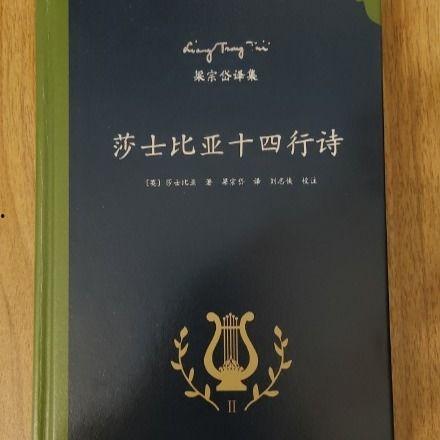 Liang Tsong Tai
梁宗岱译集
莎士比亚十四行诗
[英] 莎士比亚 著 梁宗岱 译 刘志侠 校注
II